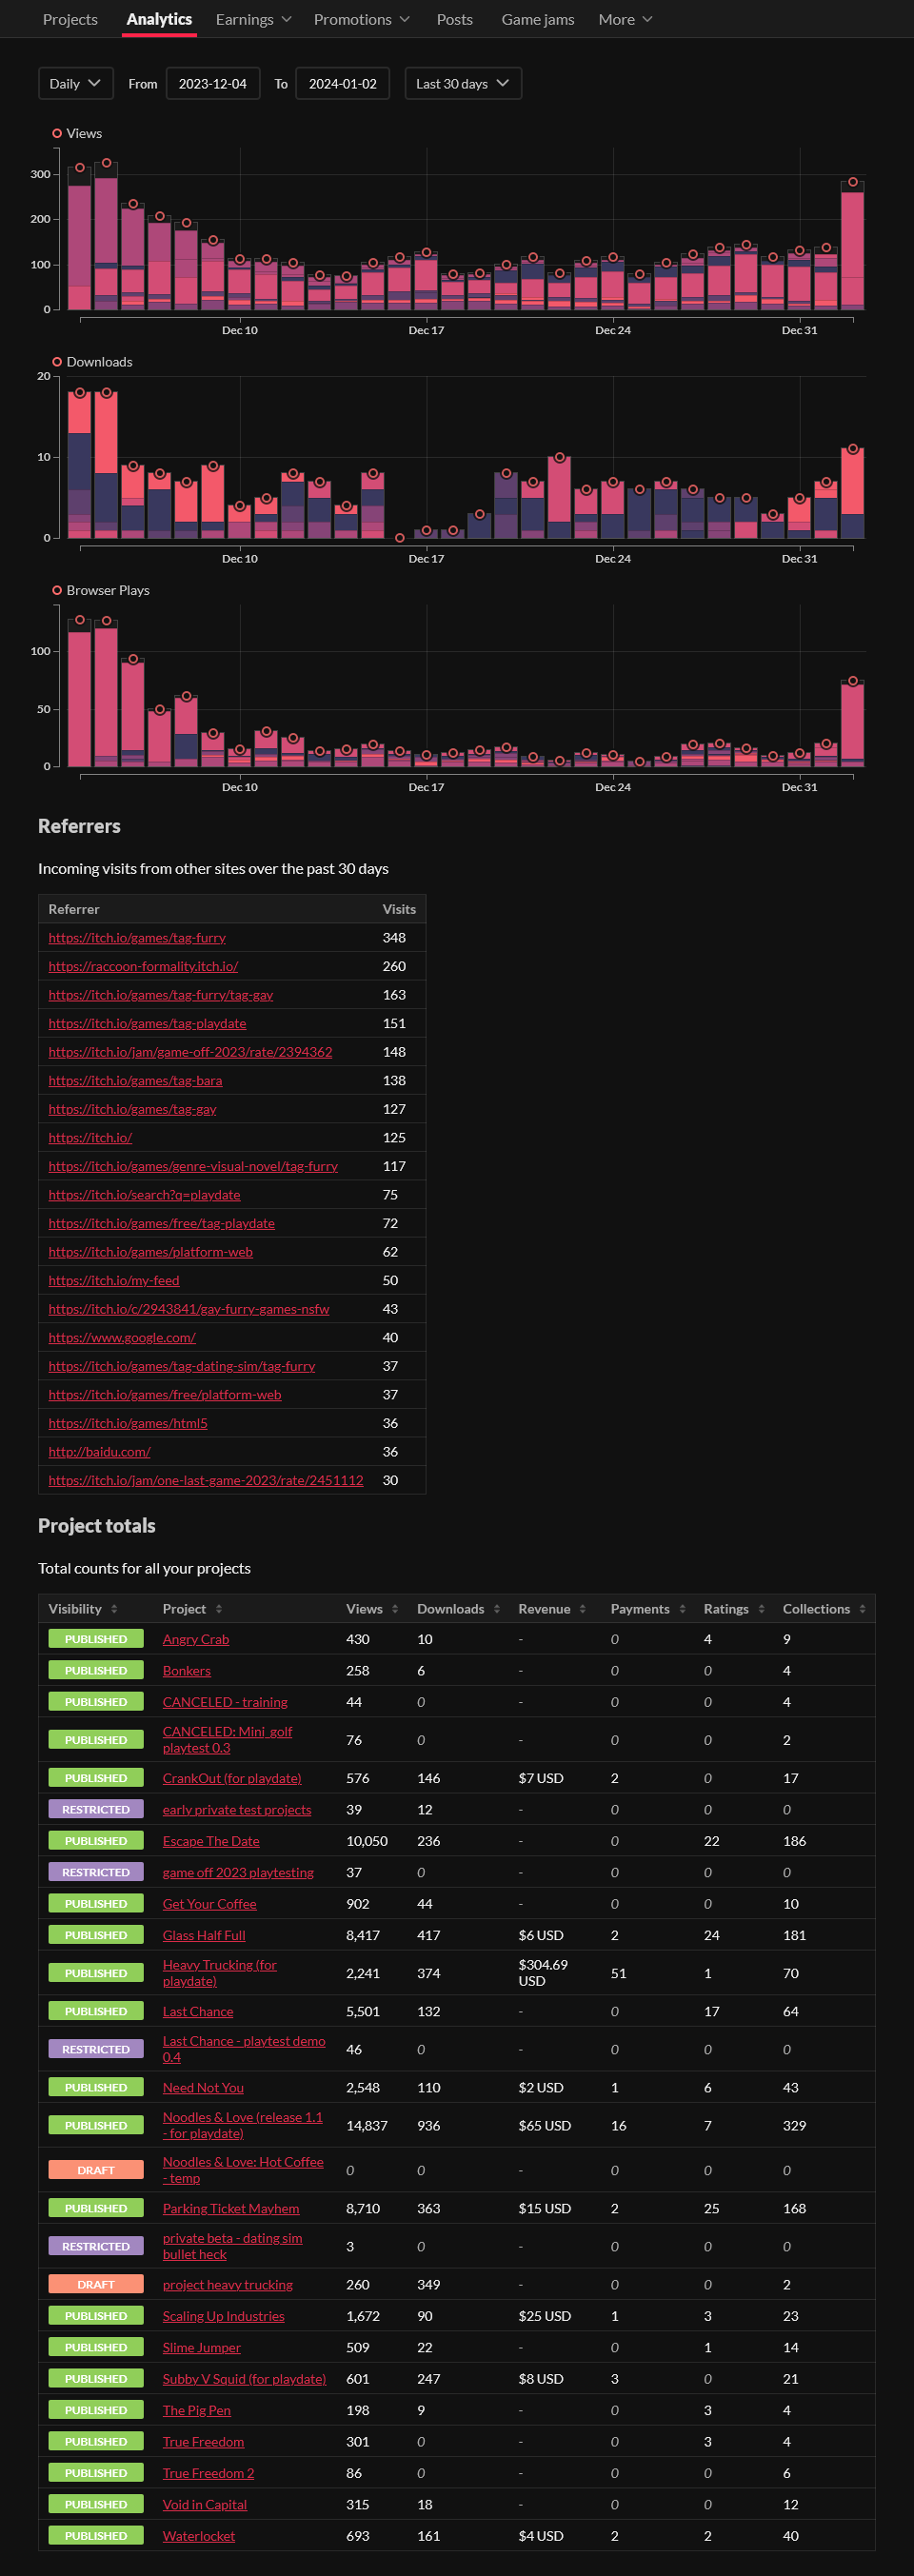 Projects Analytics Earnings Promotions Posts Game jams More
Daily From 2023-12-04 To 2024-01-02 Last 30 days
Views
300
200
100
0
Dec 10 Dec 17 Dec 24 Dec 31
Downloads
20
10
0
Dec 10 Dec 17 Dec 24 Dec 31
Browser Plays
100
50
0
Dec 10 Dec 17 Dec 24 Dec 31
Referrers
Incoming visits from other sites over the past 30 days
Referrer Visits
https://itch.io/games/tag-furry 348
https://raccoon-formality.itch.io/ 260
https://itch.io/games/tag-furry/tag-gay 163
https://itch.io/games/tag-playdate 151
https://itch.io/jam/game-off-2023/rate/2394362 148
https://itch.io/games/tag-bara 138
https://itch.io/games/tag-gay 127
https://itch.io/ 125
https://itch.io/games/genre-visual-novel/tag-furry 117
https://itch.io/search?q=playdate 75
https://itch.io/games/free/tag-playdate 72
https://itch.io/games/platform-web 62
https://itch.io/my-feed 50
https://itch.io/c/2943841/gay-furry-games-nsfw 43
https://www.google.com/ 40
https://itch.io/games/tag-dating-sim/tag-furry 37
https://itch.io/games/free/platform-web 37
https://itch.io/games/html5 36
http://baidu.com/ 36
https://itch.io/jam/one-last-game-2023/rate/2451112 30
Project totals
Total counts for all your projects
Visibility Project Views Downloads Revenue Payments Ratings Collections
PUBLISHED Angry Crab 430 10 - 0 4 9
PUBLISHED Bonkers 258 6 - 0 0 4
PUBLISHED CANCELED - training 44 0 - 0 0 4
PUBLISHED CANCELED: Mini_golf playtest 0.3 76 0 - 0 0 2
PUBLISHED CrankOut (for playdate) 576 146 $7 USD 2 0 17
RESTRICTED early private test projects 39 12 - 0 0 0
PUBLISHED Escape The Date 10,050 236 - 0 22 186
RESTRICTED game off 2023 playtesting 37 0 - 0 0 0
PUBLISHED Get Your Coffee 902 44 - 0 0 10
PUBLISHED Glass Half Full 8,417 417 $6 USD 2 24 181
PUBLISHED Heavy Trucking (for playdate) 2,241 374 $304.69 USD 51 1 70
PUBLISHED Last Chance 5,501 132 - 0 17 64
RESTRICTED Last Chance - playtest demo 0.4 46 0 - 0 0 0
PUBLISHED Need Not You 2,548 110 $2 USD 1 6 43
PUBLISHED Noodles & Love (release 1.1 - for playdate) 14,837 936 $65 USD 16 7 329
DRAFT Noodles & Love: Hot Coffee - temp 0 0 - 0 0 0
PUBLISHED Parking Ticket Mayhem 8,710 363 $15 USD 2 25 168
RESTRICTED private beta - dating sim bullet heck 3 0 - 0 0 0
DRAFT project heavy trucking 260 349 - 0 0 2
PUBLISHED Scaling Up Industries 1,672 90 $25 USD 1 3 23
PUBLISHED Slime Jumper 509 22 - 0 1 14
PUBLISHED Subby V Squid (for playdate) 601 247 $8 USD 3 0 21
PUBLISHED The Pig Pen 198 9 - 0 3 4
PUBLISHED True Freedom 301 0 - 0 3 4
PUBLISHED True Freedom 2 86 0 - 0 0 6
PUBLISHED Void in Capital 315 18 - 0 0 12
PUBLISHED Waterlocket 693 161 $4 USD 2 2 40